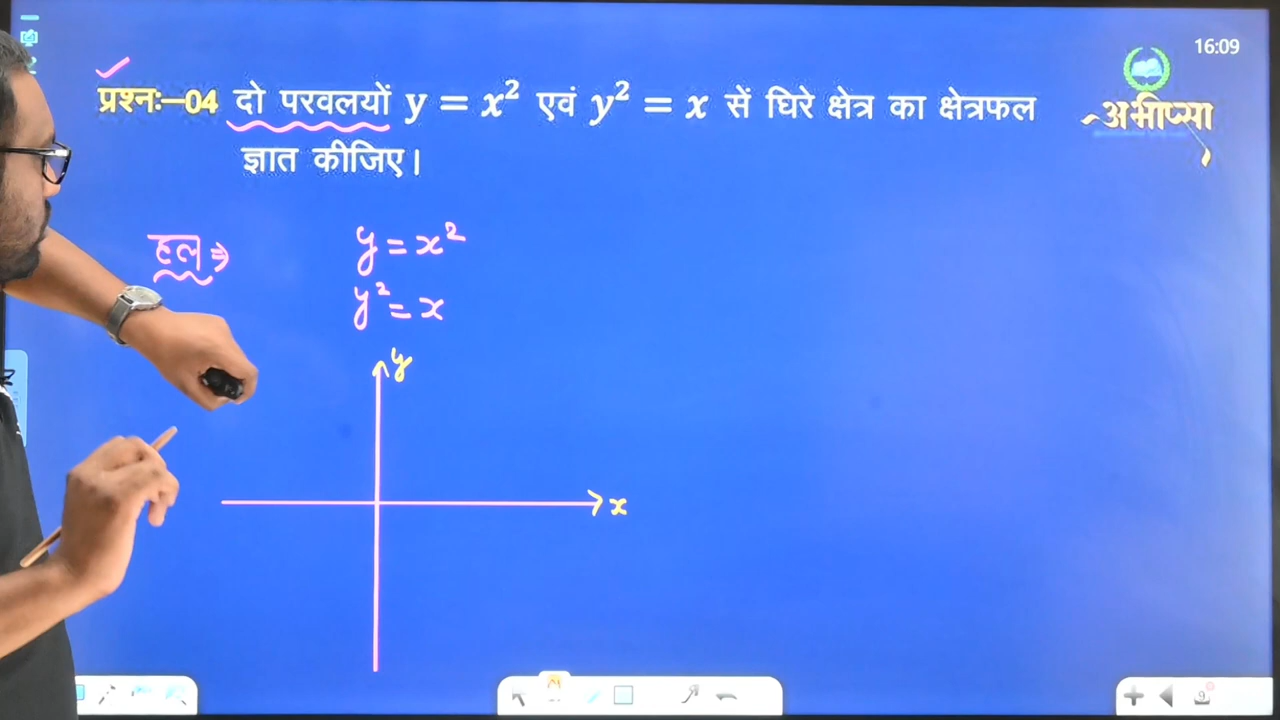 16:09
प्रश्नः–04 दो परवलयों y = x² एवं y² = x सें घिरे क्षेत्र का क्षेत्रफल
ज्ञात कीजिए।
अभीप्सा
हल ⇒
y = x²
y² = x
y
x